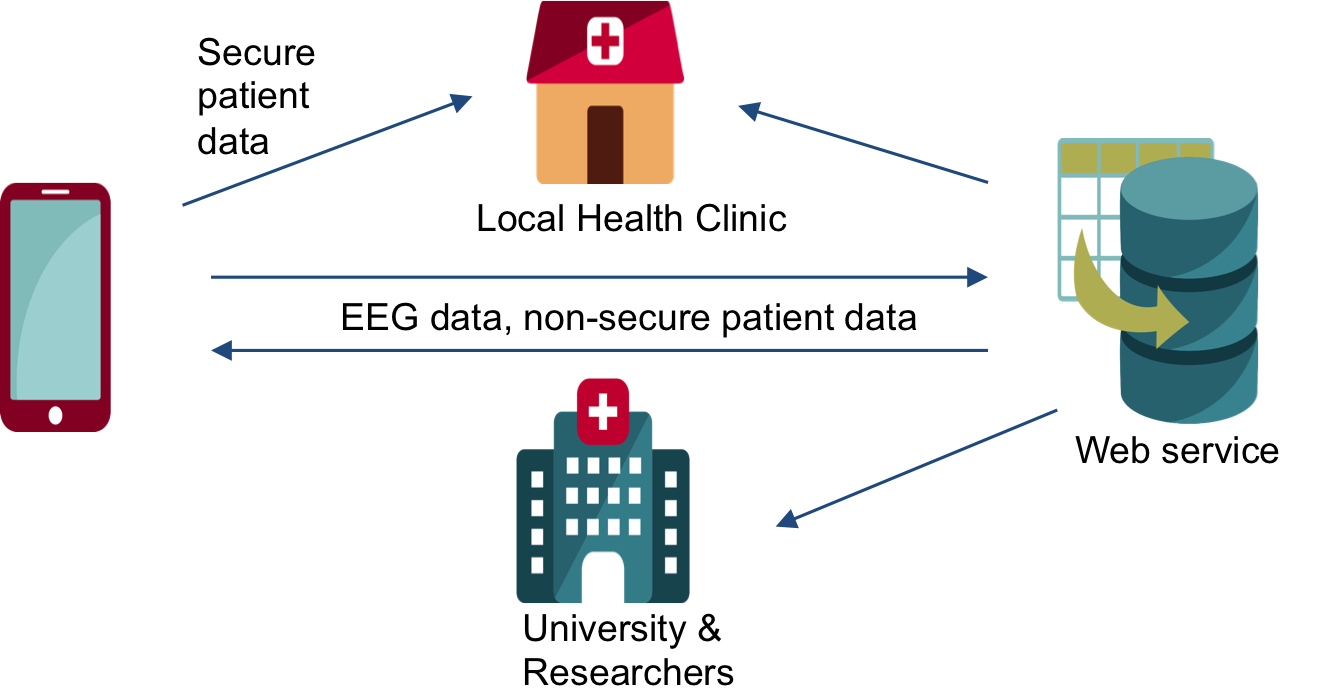 Secure
patient
data
Local Health Clinic
EEG data, non-secure patient data
Web service
University &
Researchers